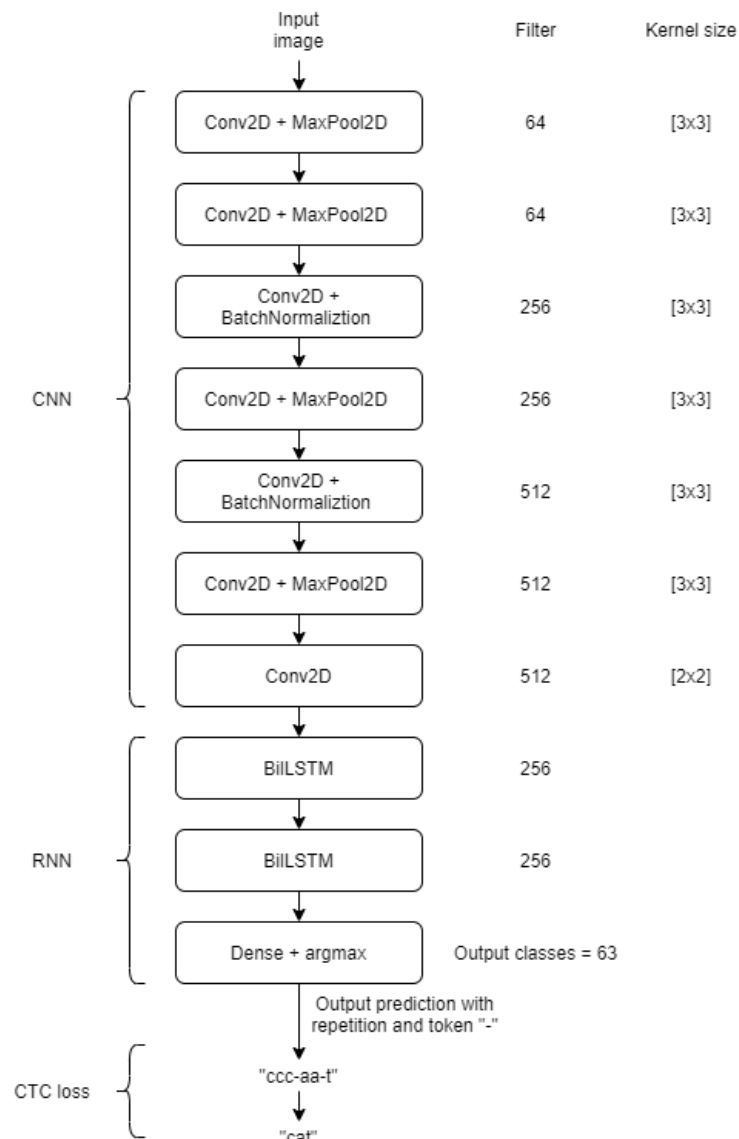 Input
image
Filter
Kernel size
Conv2D + MaxPool2D
64
[3x3]
Conv2D + MaxPool2D
64
[3x3]
Conv2D +
BatchNormaliztion
256
[3x3]
CNN
Conv2D + MaxPool2D
256
[3x3]
Conv2D +
BatchNormaliztion
512
[3x3]
Conv2D + MaxPool2D
512
[3x3]
Conv2D
512
[2x2]
BilLSTM
256
RNN
BilLSTM
256
Dense + argmax
Output classes = 63
Output prediction with
repetition and token "-"
CTC loss
"ccc-aa-t"
"cat"